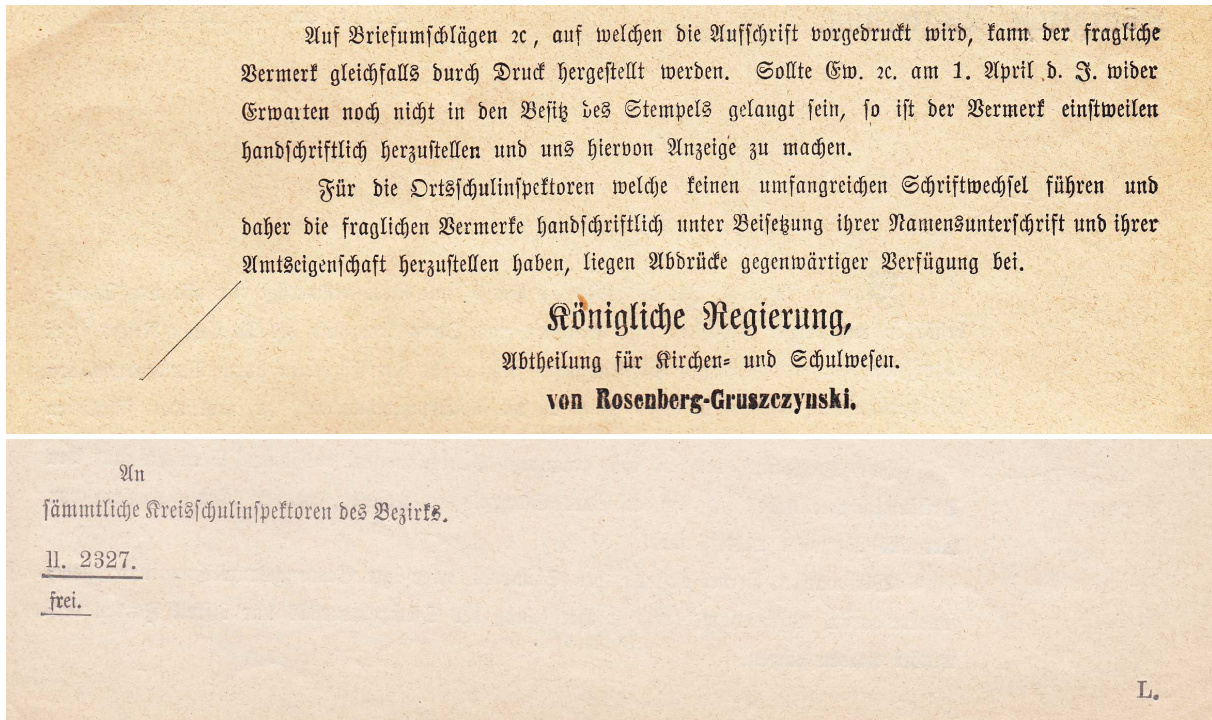 Auf Briefumschlägen ꝛc, auf welchen die Aufschrift vorgedruckt wird, kann der fragliche
Vermerk gleichfalls durch Druck hergestellt werden. Sollte Ew. ꝛc. am 1. April d. J. wider
Erwarten noch nicht in den Besitz des Stempels gelangt sein, so ist der Vermerk einstweilen
handschriftlich herzustellen und uns hiervon Anzeige zu machen.
Für die Ortsschulinspektoren welche keinen umfangreichen Schriftwechsel führen und
daher die fraglichen Vermerke handschriftlich unter Beisetzung ihrer Namensunterschrift und ihrer
Amtseigenschaft herzustellen haben, liegen Abdrücke gegenwärtiger Verfügung bei.
Königliche Regierung,
Abtheilung für Kirchen- und Schulwesen.
von Rosenberg-Gruszczynski.
An
sämmtliche Kreisschulinspektoren des Bezirks.
II. 2327.
frei.
L.